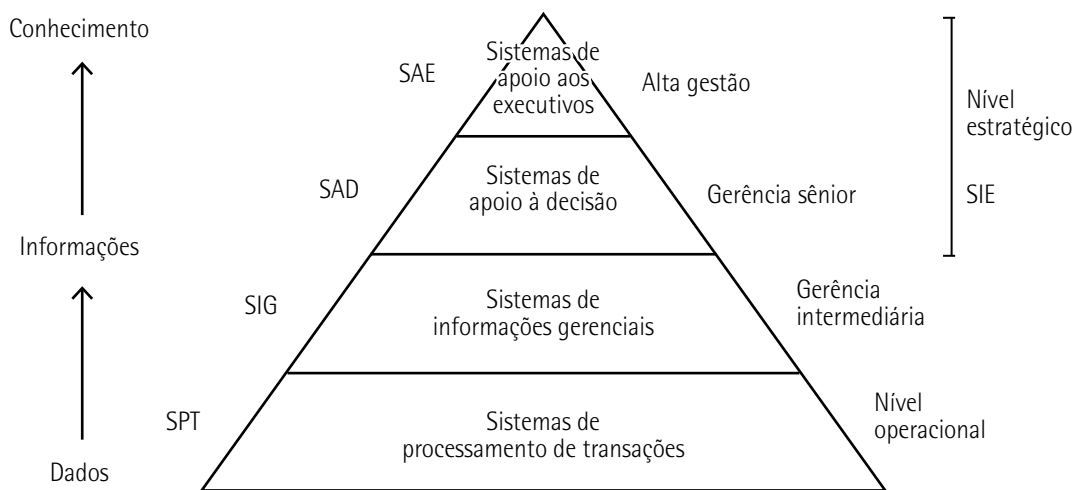 Conhecimento
SAE
Sistemas de
apoio aos
executivos
Alta gestão
Nível
estratégico
SAD
Sistemas de
apoio à decisão
Gerência sênior
SIE
Informações
SIG
Sistemas de
informações gerenciais
Gerência
intermediária
SPT
Sistemas de
processamento de transações
Nível
operacional
Dados